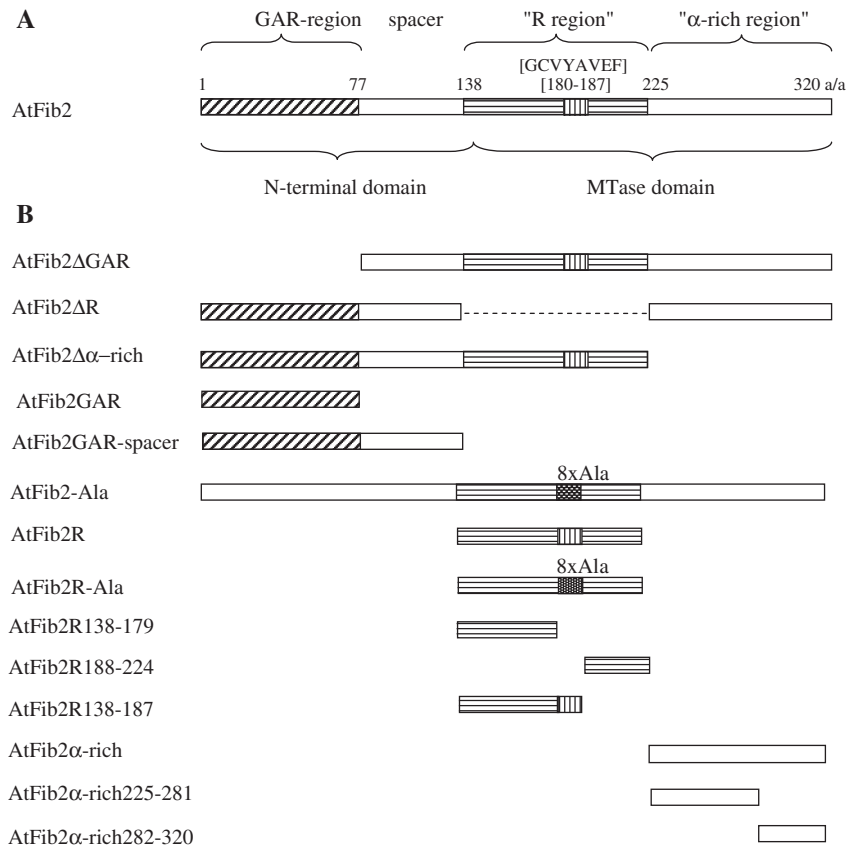 A
GAR-region spacer "R region" "α-rich region"
[GCVYAVEF]
1 77 138 [180-187] 225 320 a/a
AtFib2
N-terminal domain MTase domain
B
AtFib2ΔGAR
AtFib2ΔR
AtFib2Δα–rich
AtFib2GAR
AtFib2GAR-spacer
8xAla
AtFib2-Ala
AtFib2R
8xAla
AtFib2R-Ala
AtFib2R138-179
AtFib2R188-224
AtFib2R138-187
AtFib2α-rich
AtFib2α-rich225-281
AtFib2α-rich282-320